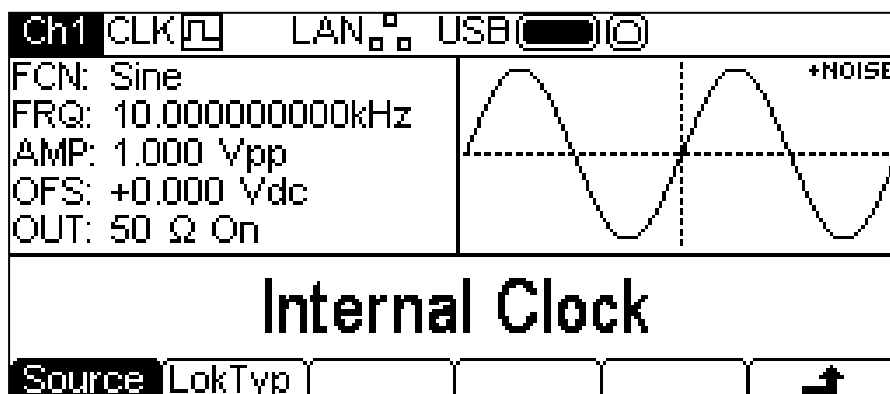 Ch1 CLK LAN USB
FCN: Sine
FRQ: 10.000000000kHz
AMP: 1.000 Vpp
OFS: +0.000 Vdc
OUT: 50 Ω On
+NOISE
Internal Clock
Source LokTyp